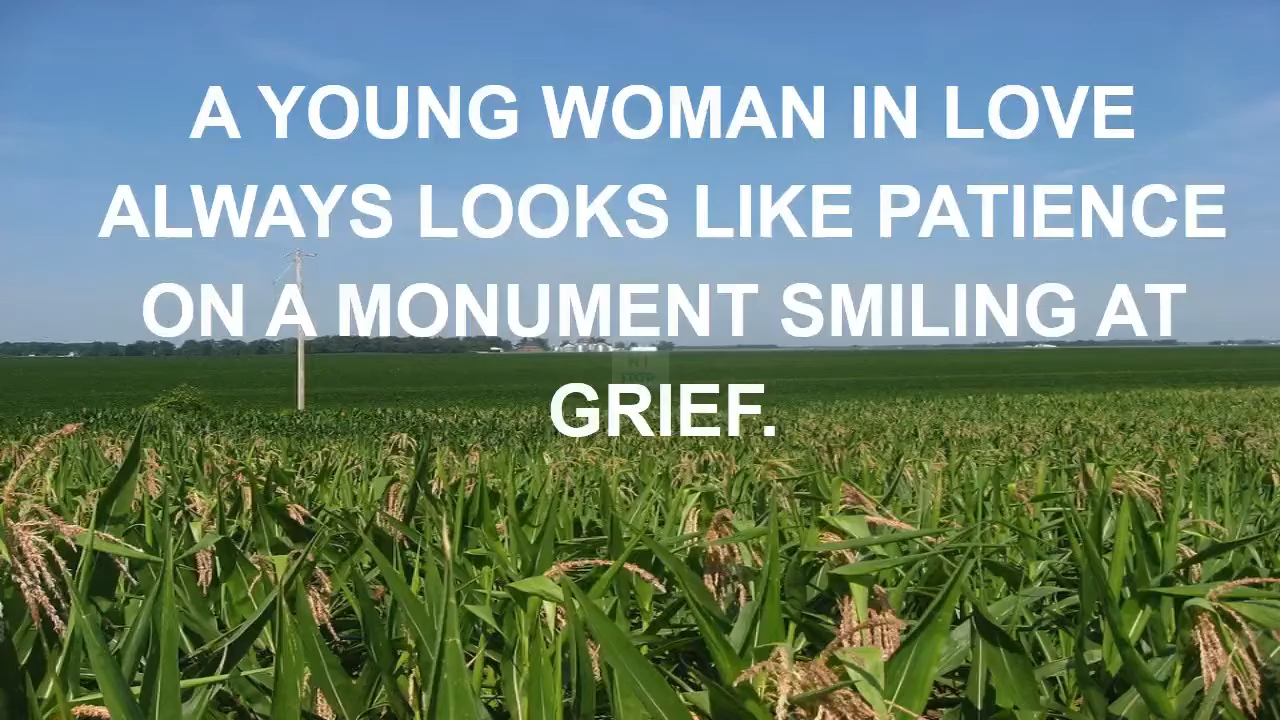 A YOUNG WOMAN IN LOVE
ALWAYS LOOKS LIKE PATIENCE
ON A MONUMENT SMILING AT
GRIEF.